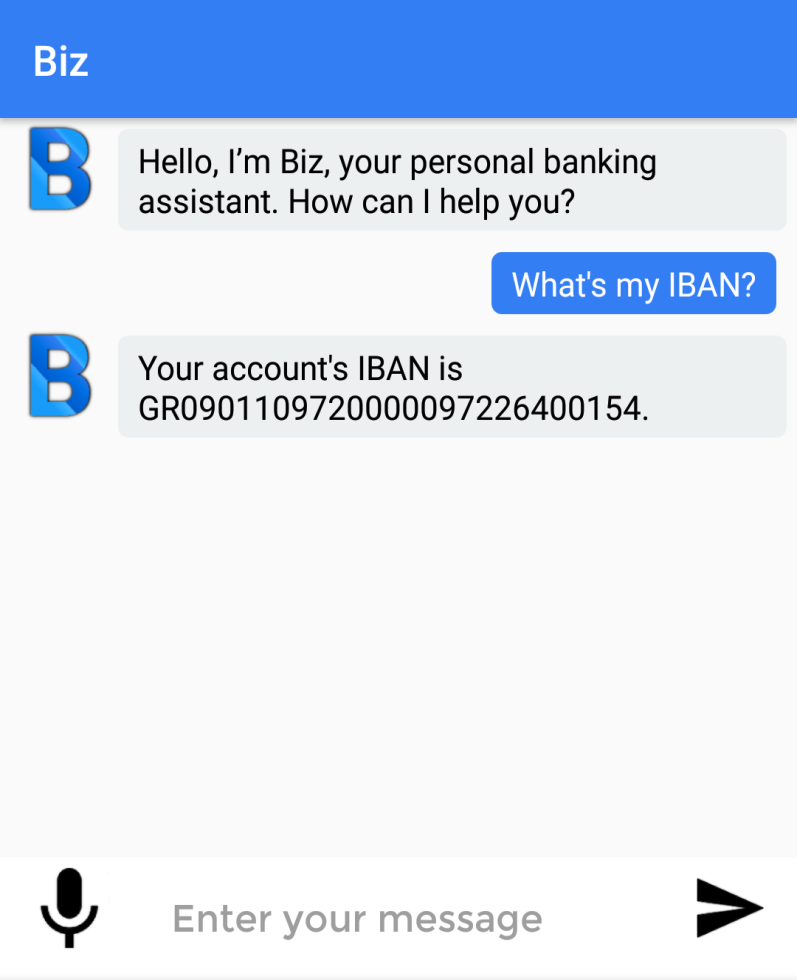 Biz
Hello, I’m Biz, your personal banking
assistant. How can I help you?
What's my IBAN?
Your account's IBAN is
GR0901109720000097226400154.
Enter your message